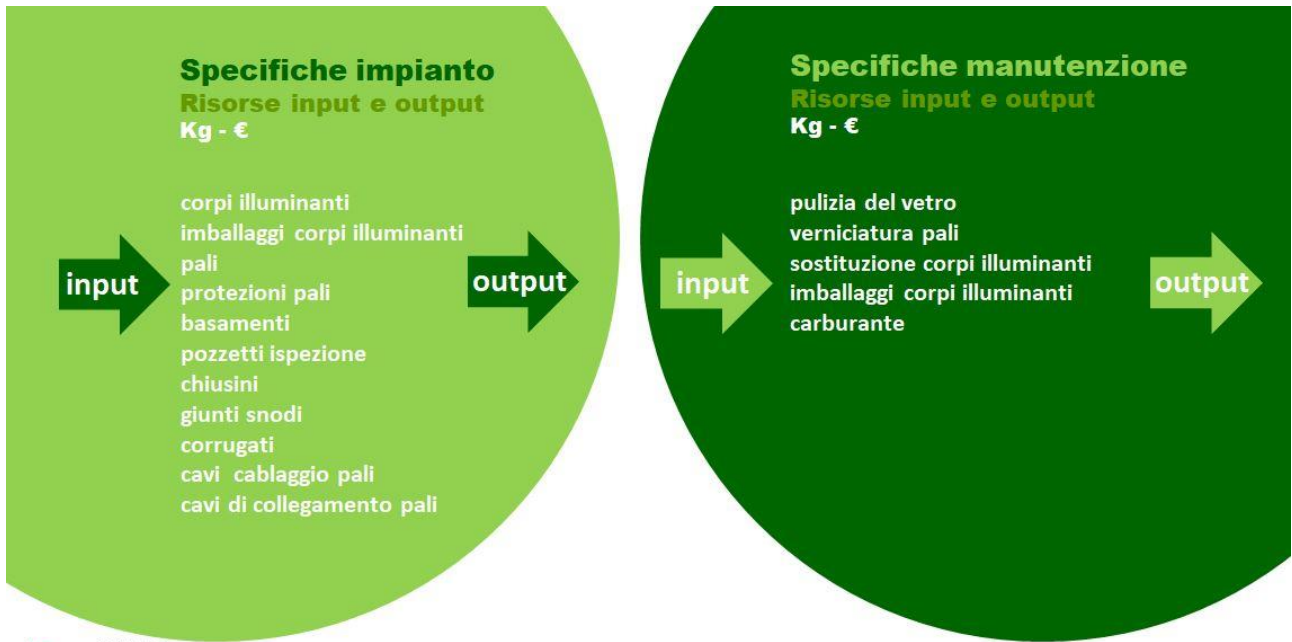 Specifiche impianto
Risorse input e output
Kg - €
corpi illuminanti
imballaggi corpi illuminanti
pali
protezioni pali
basamenti
pozzetti ispezione
chiusini
giunti snodi
corrugati
cavi cablaggio pali
cavi di collegamento pali
input
output
Specifiche manutenzione
Risorse input e output
Kg - €
pulizia del vetro
verniciatura pali
sostituzione corpi illuminanti
imballaggi corpi illuminanti
carburante
input
output